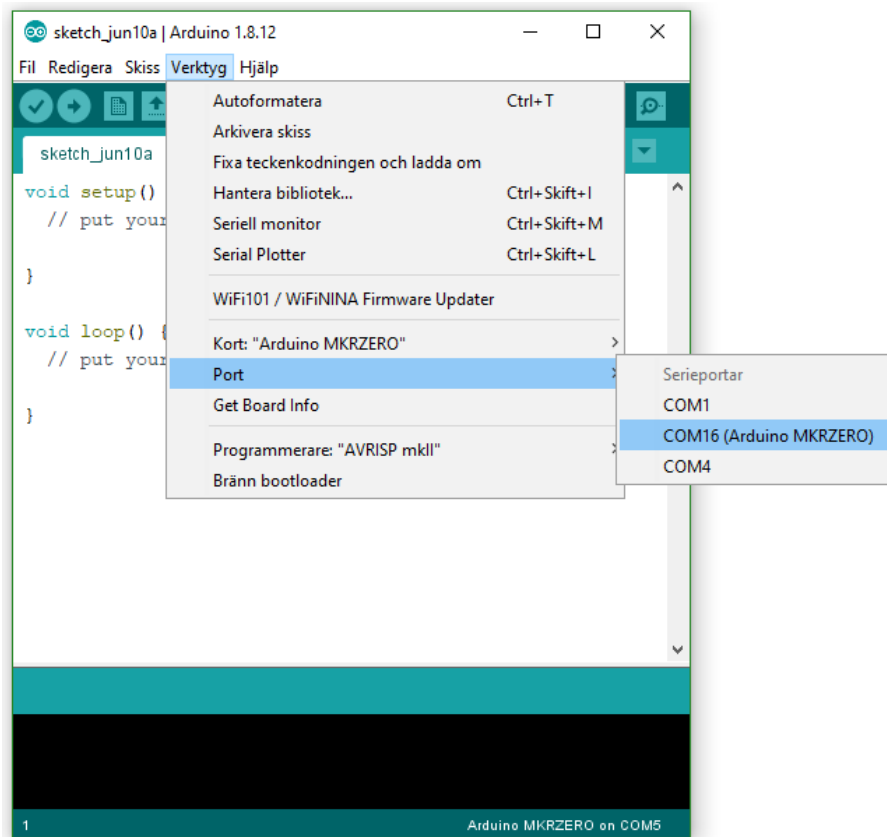 sketch_jun10a | Arduino 1.8.12
Fil Redigera Skiss Verktyg Hjälp
Autoformatera Ctrl+T
Arkivera skiss
Fixa teckenkodningen och ladda om
Hantera bibliotek... Ctrl+Skift+I
Seriell monitor Ctrl+Skift+M
Serial Plotter Ctrl+Skift+L
WiFi101 / WiFiNINA Firmware Updater
Kort: "Arduino MKRZERO"
Port
Get Board Info
Programmerare: "AVRISP mkII"
Bränn bootloader
Serieportar
COM1
COM16 (Arduino MKRZERO)
COM4
sketch_jun10a
void setup()
// put your
}
void loop() {
// put your
}
1 Arduino MKRZERO on COM5